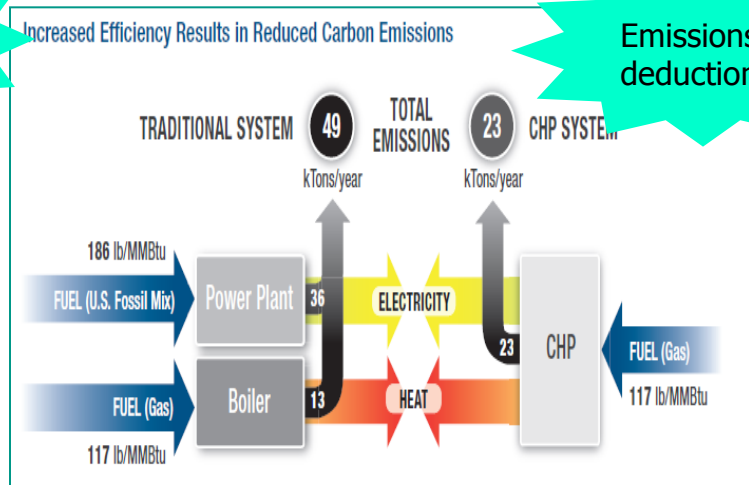 Increased Efficiency Results in Reduced Carbon Emissions
Emissions
deduction
TRADITIONAL SYSTEM
49
TOTAL
EMISSIONS
23
CHP SYSTEM
kTons/year
kTons/year
186 lb/MMBtu
FUEL (U.S. Fossil Mix)
Power Plant
36
ELECTRICITY
23
CHP
FUEL (Gas)
117 lb/MMBtu
FUEL (Gas)
Boiler
13
HEAT
117 lb/MMBtu